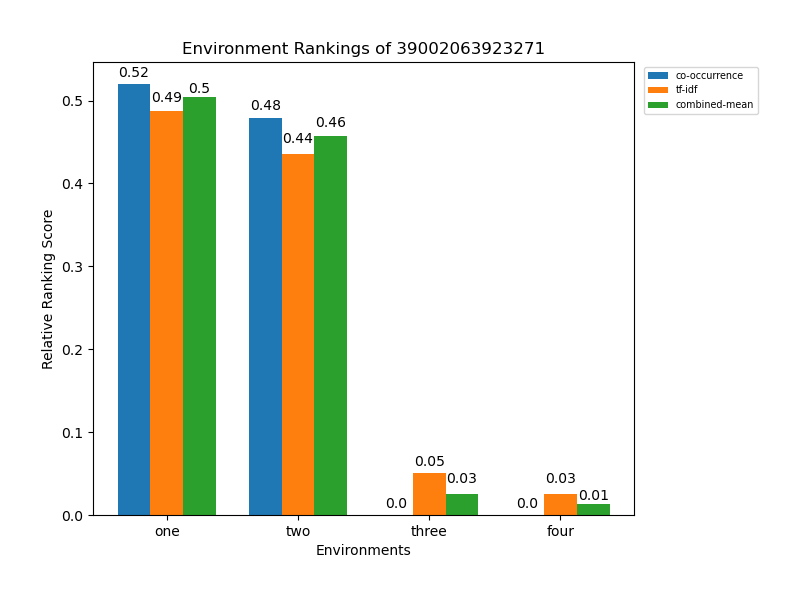 Environment Rankings of 39002063923271
co-occurrence
tf-idf
combined-mean
0.52
0.49
0.5
0.48
0.44
0.46
0.0
0.05
0.03
0.0
0.03
0.01
Relative Ranking Score
0.5
0.4
0.3
0.2
0.1
0.0
one two three four
Environments